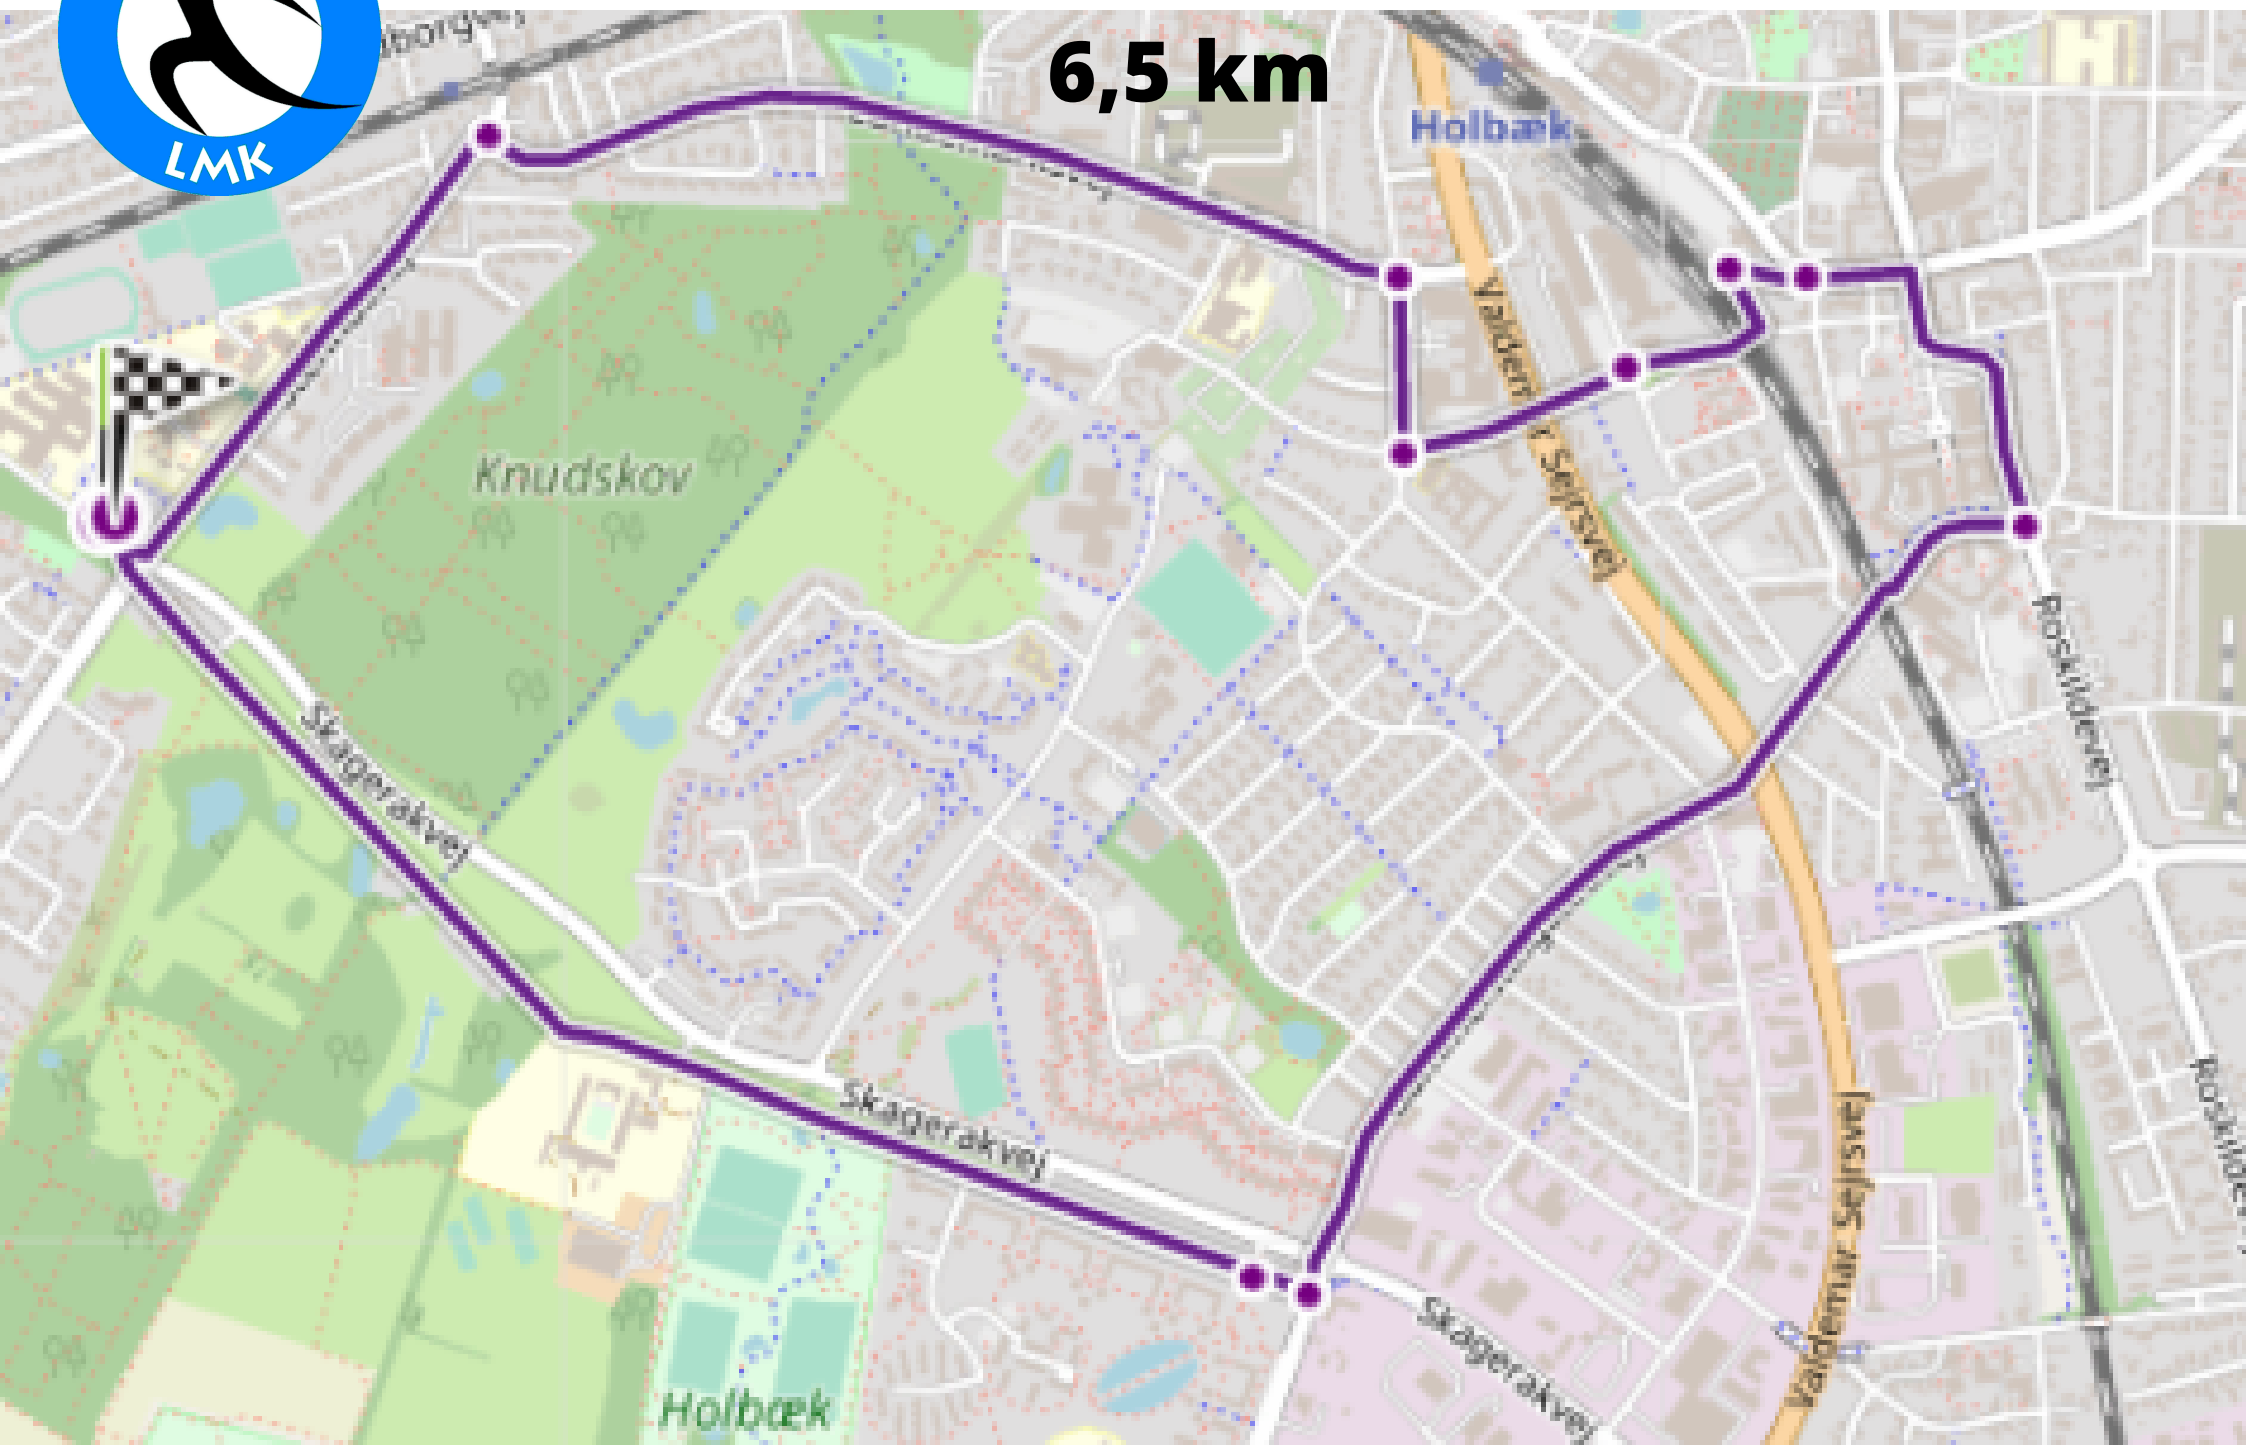 6,5 km
LMK
Holbæk
Valdemar Sejrsvej
Knudskov
Roskildevej
Skagerakvej
Skagerakvej
Valdemar Sejrsvej
Skagerakvej
Holbæk